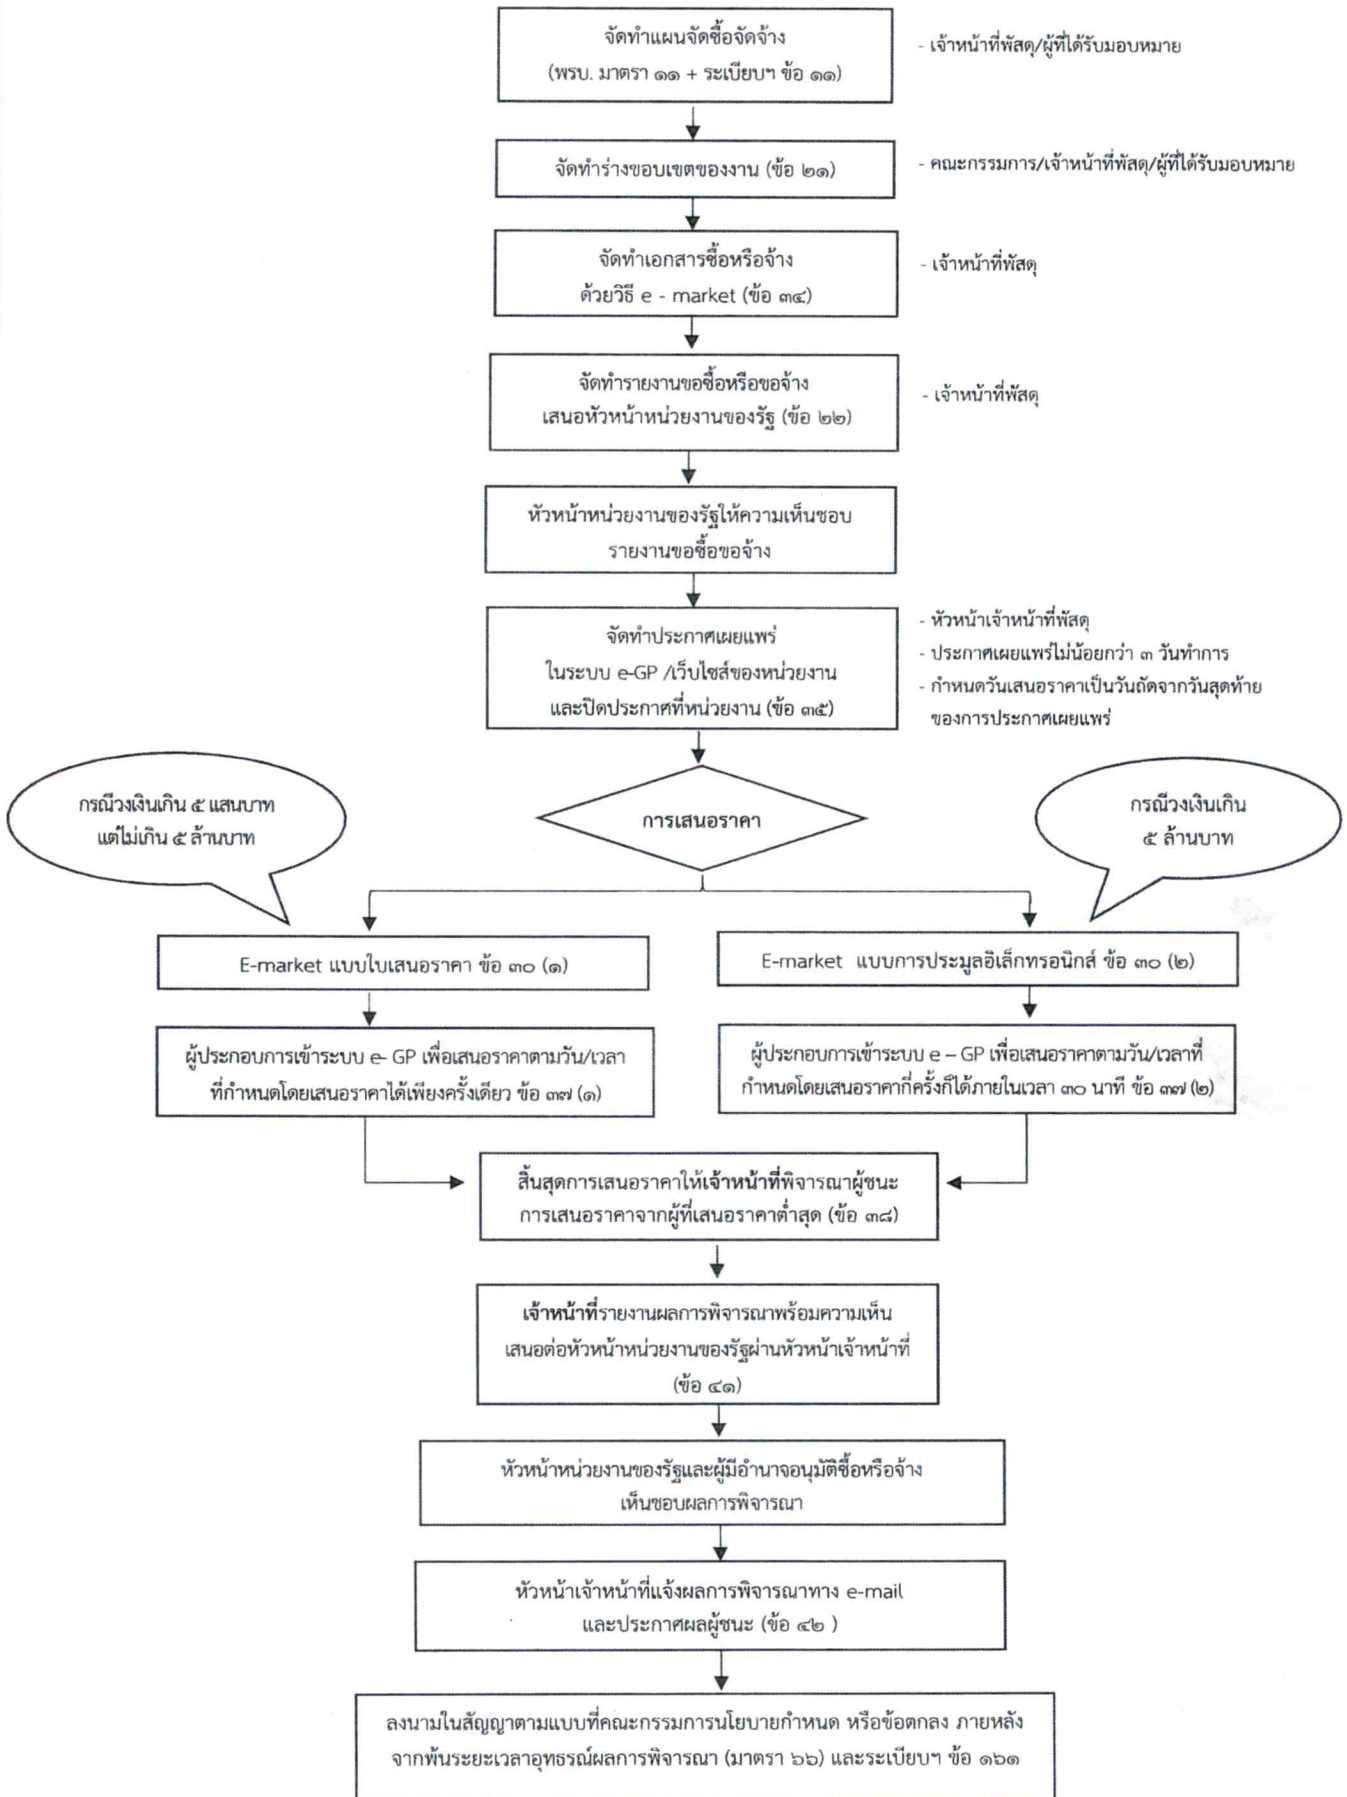 จัดทำแผนจัดซื้อจัดจ้าง
(พรบ. มาตรา ๑๑ + ระเบียบฯ ข้อ ๑๑)
- เจ้าหน้าที่พัสดุ/ผู้ที่ได้รับมอบหมาย
จัดทำร่างขอบเขตของงาน (ข้อ ๒๑)
- คณะกรรมการ/เจ้าหน้าที่พัสดุ/ผู้ที่ได้รับมอบหมาย
จัดทำเอกสารซื้อหรือจ้าง
ด้วยวิธี e - market (ข้อ ๓๔)
- เจ้าหน้าที่พัสดุ
จัดทำรายงานขอซื้อหรือขอจ้าง
เสนอหัวหน้าหน่วยงานของรัฐ (ข้อ ๒๒)
- เจ้าหน้าที่พัสดุ
หัวหน้าหน่วยงานของรัฐให้ความเห็นชอบ
รายงานขอซื้อขอจ้าง
จัดทำประกาศเผยแพร่
ในระบบ e-GP /เว็บไซส์ของหน่วยงาน
และปิดประกาศที่หน่วยงาน (ข้อ ๓๕)
- หัวหน้าเจ้าหน้าที่พัสดุ
- ประกาศเผยแพร่ไม่น้อยกว่า ๓ วันทำการ
- กำหนดวันเสนอราคาเป็นวันถัดจากวันสุดท้าย
ของการประกาศเผยแพร่
กรณีวงเงินเกิน ๕ แสนบาท
แต่ไม่เกิน ๕ ล้านบาท
การเสนอราคา
กรณีวงเงินเกิน
๕ ล้านบาท
E-market แบบใบเสนอราคา ข้อ ๓๐ (๑)
E-market แบบการประมูลอิเล็กทรอนิกส์ ข้อ ๓๐ (๒)
ผู้ประกอบการเข้าระบบ e- GP เพื่อเสนอราคาตามวัน/เวลา
ที่กำหนดโดยเสนอราคาได้เพียงครั้งเดียว ข้อ ๓๗ (๑)
ผู้ประกอบการเข้าระบบ e – GP เพื่อเสนอราคาตามวัน/เวลาที่
กำหนดโดยเสนอราคากี่ครั้งก็ได้ภายในเวลา ๓๐ นาที ข้อ ๓๗ (๒)
สิ้นสุดการเสนอราคาให้เจ้าหน้าที่พิจารณาผู้ชนะ
การเสนอราคาจากผู้ที่เสนอราคาต่ำสุด (ข้อ ๓๘)
เจ้าหน้าที่รายงานผลการพิจารณาพร้อมความเห็น
เสนอต่อหัวหน้าหน่วยงานของรัฐผ่านหัวหน้าเจ้าหน้าที่
(ข้อ ๔๑)
หัวหน้าหน่วยงานของรัฐและผู้มีอำนาจอนุมัติซื้อหรือจ้าง
เห็นชอบผลการพิจารณา
หัวหน้าเจ้าหน้าที่แจ้งผลการพิจารณาทาง e-mail
และประกาศผลผู้ชนะ (ข้อ ๔๒ )
ลงนามในสัญญาตามแบบที่คณะกรรมการนโยบายกำหนด หรือข้อตกลง ภายหลัง
จากพ้นระยะเวลาอุทธรณ์ผลการพิจารณา (มาตรา ๖๖) และระเบียบฯ ข้อ ๑๖๑